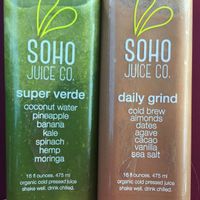 SOHO
JUICE CO.
super verde
coconut water
pineapple
banana
kale
spinach
hemp
moringa
16 fl ounces, 475 ml
organic cold pressed juice
shake well. drink chilled.
SOHO
JUICE CO.
daily grind
cold brew
almonds
dates
agave
cacao
vanilla
sea salt
16 fl ounces, 475 ml
organic cold pressed juice
shake well. drink chilled.